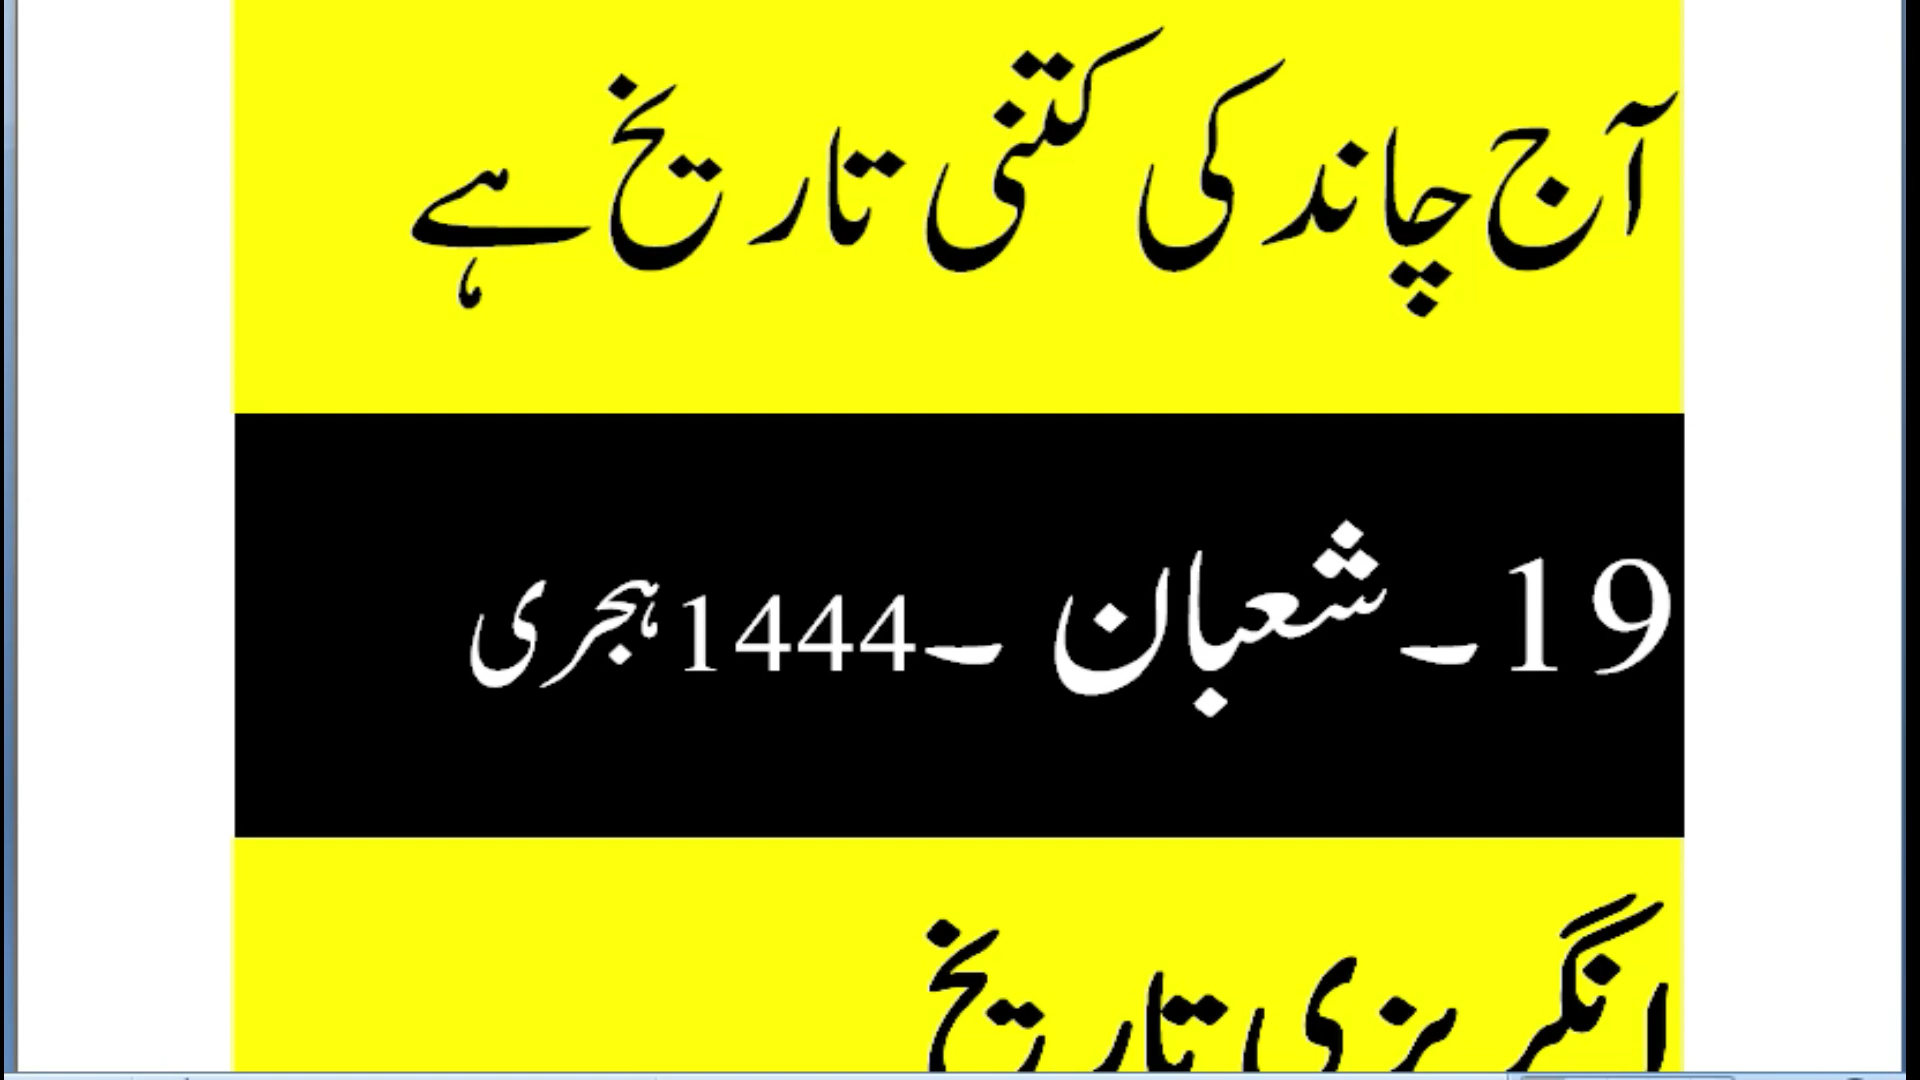 آج چاند کی کتنی تاریخ ہے
19۔شعبان ۔1444ہجری
انگریزی تاریخ